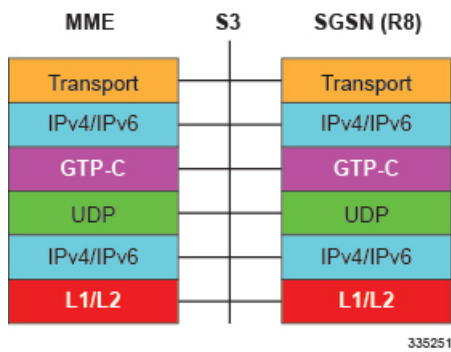 MME S3 SGSN (R8)
Transport Transport
IPv4/IPv6 IPv4/IPv6
GTP-C GTP-C
UDP UDP
IPv4/IPv6 IPv4/IPv6
L1/L2 L1/L2
335251